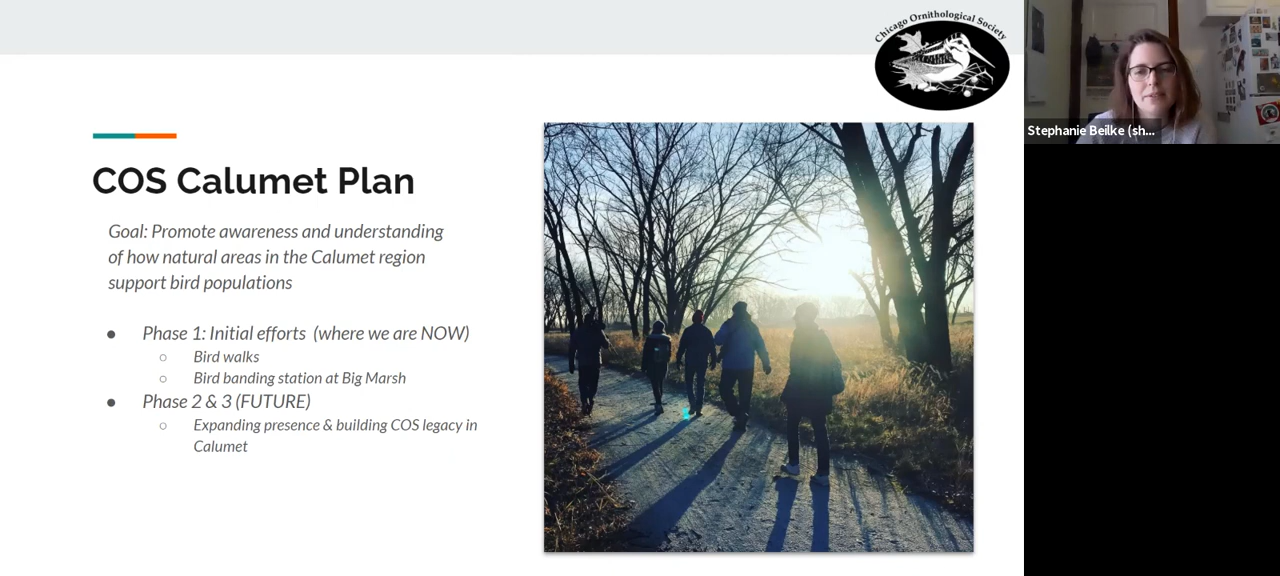 Chicago Ornithological Society
Stephanie Beilke (sh...
COS Calumet Plan
Goal: Promote awareness and understanding
of how natural areas in the Calumet region
support bird populations
● Phase 1: Initial efforts (where we are NOW)
○ Bird walks
○ Bird banding station at Big Marsh
● Phase 2 & 3 (FUTURE)
○ Expanding presence & building COS legacy in
Calumet